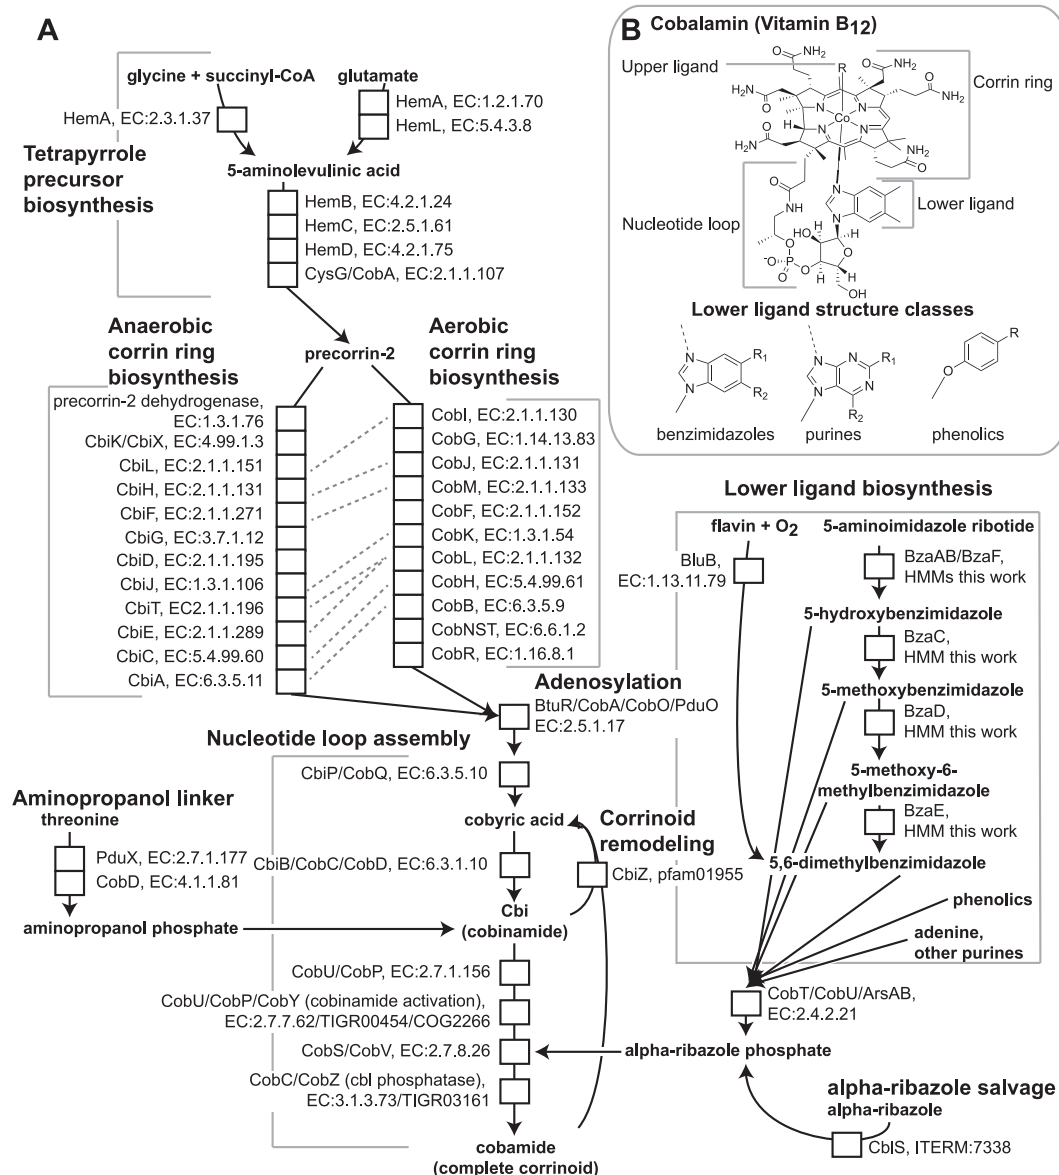 A
glycine + succinyl-CoA
glutamate
HemA, EC:2.3.1.37
HemA, EC:1.2.1.70
HemL, EC:5.4.3.8
Tetrapyrrole
precursor
biosynthesis
5-aminolevulinic acid
HemB, EC:4.2.1.24
HemC, EC:2.5.1.61
HemD, EC:4.2.1.75
CysG/CobA, EC:2.1.1.107
precorrin-2
Anaerobic
corrin ring
biosynthesis
precorrin-2 dehydrogenase,
EC:1.3.1.76
CbiK/CbiX, EC:4.99.1.3
CbiL, EC:2.1.1.151
CbiH, EC:2.1.1.131
CbiF, EC:2.1.1.271
CbiG, EC:3.7.1.12
CbiD, EC:2.1.1.195
CbiJ, EC:1.3.1.106
CbiT, EC2.1.1.196
CbiE, EC:2.1.1.289
CbiC, EC:5.4.99.60
CbiA, EC:6.3.5.11
Aerobic
corrin ring
biosynthesis
CobI, EC:2.1.1.130
CobG, EC:1.14.13.83
CobJ, EC:2.1.1.131
CobM, EC:2.1.1.133
CobF, EC:2.1.1.152
CobK, EC:1.3.1.54
CobL, EC:2.1.1.132
CobH, EC:5.4.99.61
CobB, EC:6.3.5.9
CobNST, EC:6.6.1.2
CobR, EC:1.16.8.1
Adenosylation
BtuR/CobA/CobO/PduO
EC:2.5.1.17
Nucleotide loop assembly
CbiP/CobQ, EC:6.3.5.10
cobyric acid
CbiB/CobC/CobD, EC:6.3.1.10
Aminopropanol linker
threonine
PduX, EC:2.7.1.177
CobD, EC:4.1.1.81
aminopropanol phosphate
Corrinoid
remodeling
CbiZ, pfam01955
Cbi
(cobinamide)
CobU/CobP, EC:2.7.1.156
CobU/CobP/CobY (cobinamide activation),
EC:2.7.7.62/TIGR00454/COG2266
CobS/CobV, EC:2.7.8.26
CobC/CobZ (cbl phosphatase),
EC:3.1.3.73/TIGR03161
cobamide
(complete corrinoid)
B
Cobalamin (Vitamin B12)
Upper ligand
Corrin ring
R
NH2
O
NH2
O
H2N
O
O
NH2
H2N
O
N
N
Co
N
N
H2N
O
O
NH2
O
NH
N
N
Lower ligand
Nucleotide loop
O
HO
H
O
-O
P
O
O
H
H
H
OH
Lower ligand structure classes
N
N
R1
R2
benzimidazoles
N
N
N
N
R1
R2
purines
R
O
phenolics
Lower ligand biosynthesis
flavin + O2
5-aminoimidazole ribotide
BluB,
EC:1.13.11.79
BzaAB/BzaF,
HMMs this work
5-hydroxybenzimidazole
BzaC,
HMM this work
5-methoxybenzimidazole
BzaD,
HMM this work
5-methoxy-6-
methylbenzimidazole
BzaE,
HMM this work
5,6-dimethylbenzimidazole
phenolics
adenine,
other purines
CobT/CobU/ArsAB,
EC:2.4.2.21
alpha-ribazole phosphate
alpha-ribazole salvage
alpha-ribazole
CblS, ITERM:7338